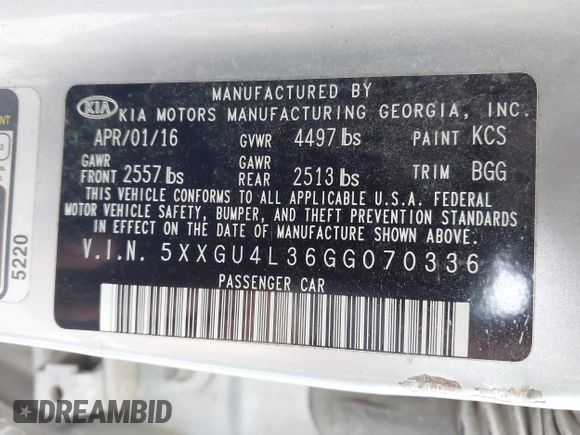 MANUFACTURED BY
KIA
KIA MOTORS MANUFACTURING GEORGIA, INC.
APR/01/16 GVWR 4497 lbs PAINT KCS
GAWR FRONT 2557 lbs GAWR REAR 2513 lbs TRIM BGG
THIS VEHICLE CONFORMS TO ALL APPLICABLE U.S.A. FEDERAL
MOTOR VEHICLE SAFETY, BUMPER, AND THEFT PREVENTION STANDARDS
IN EFFECT ON THE DATE OF MANUFACTURE SHOWN ABOVE.
V.I.N. 5XXGU4L36GG070336
PASSENGER CAR
5220
DREAMBID